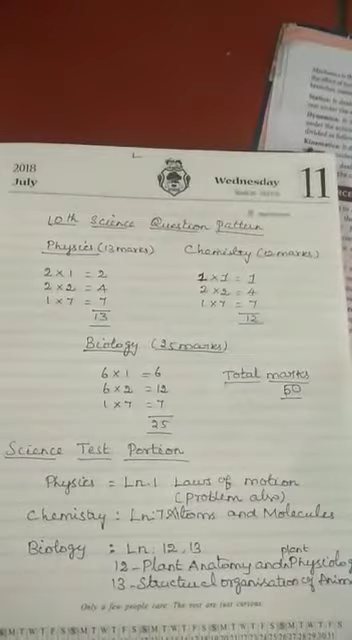 2018
July
Wednesday
11
10th Science Question Pattern
Physics (13 marks) Chemistry (12 marks)
2 x 1 = 2 1 x 1 = 1
2 x 2 = 4 2 x 2 = 4
1 x 7 = 7 1 x 7 = 7
13 12
Biology (25 marks)
6 x 1 = 6 Total marks
6 x 2 = 12 50
1 x 7 = 7
25
Science Test Portion
Physics = Ln.1 Laws of motion
(problem also)
Chemistry : Ln:7 Atoms and Molecules
Biology : Ln, 12, 13 plant
12 - Plant Anatomy and Physiology
13 - Structural organisation of Anim
Only a few people care. The rest are just curious.